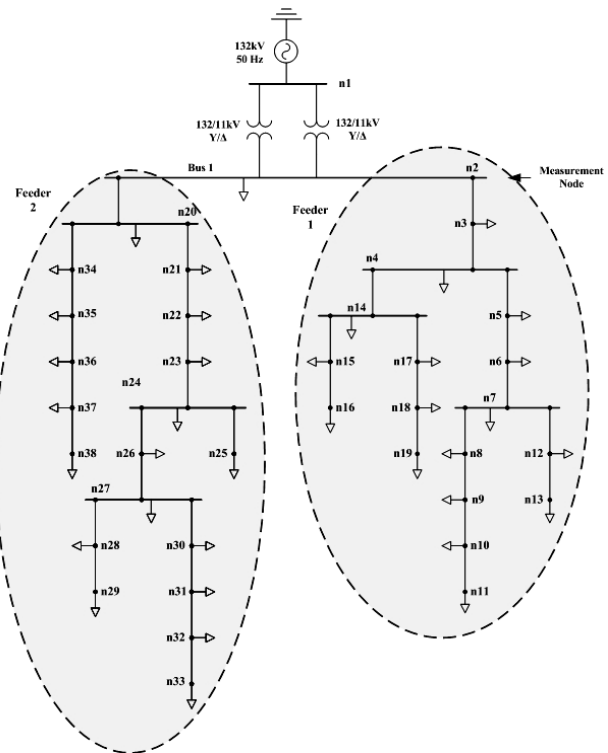 132kV
50 Hz
n1
132/11kV
Y/Δ
132/11kV
Y/Δ
Bus 1
n2
Measurement
Node
Feeder
2
Feeder
1
n20
n3
n4
n34
n21
n14
n35
n22
n5
n36
n23
n15
n17
n6
n24
n7
n37
n16
n18
n38
n26
n25
n19
n8
n12
n27
n9
n13
n28
n30
n10
n29
n31
n11
n32
n33